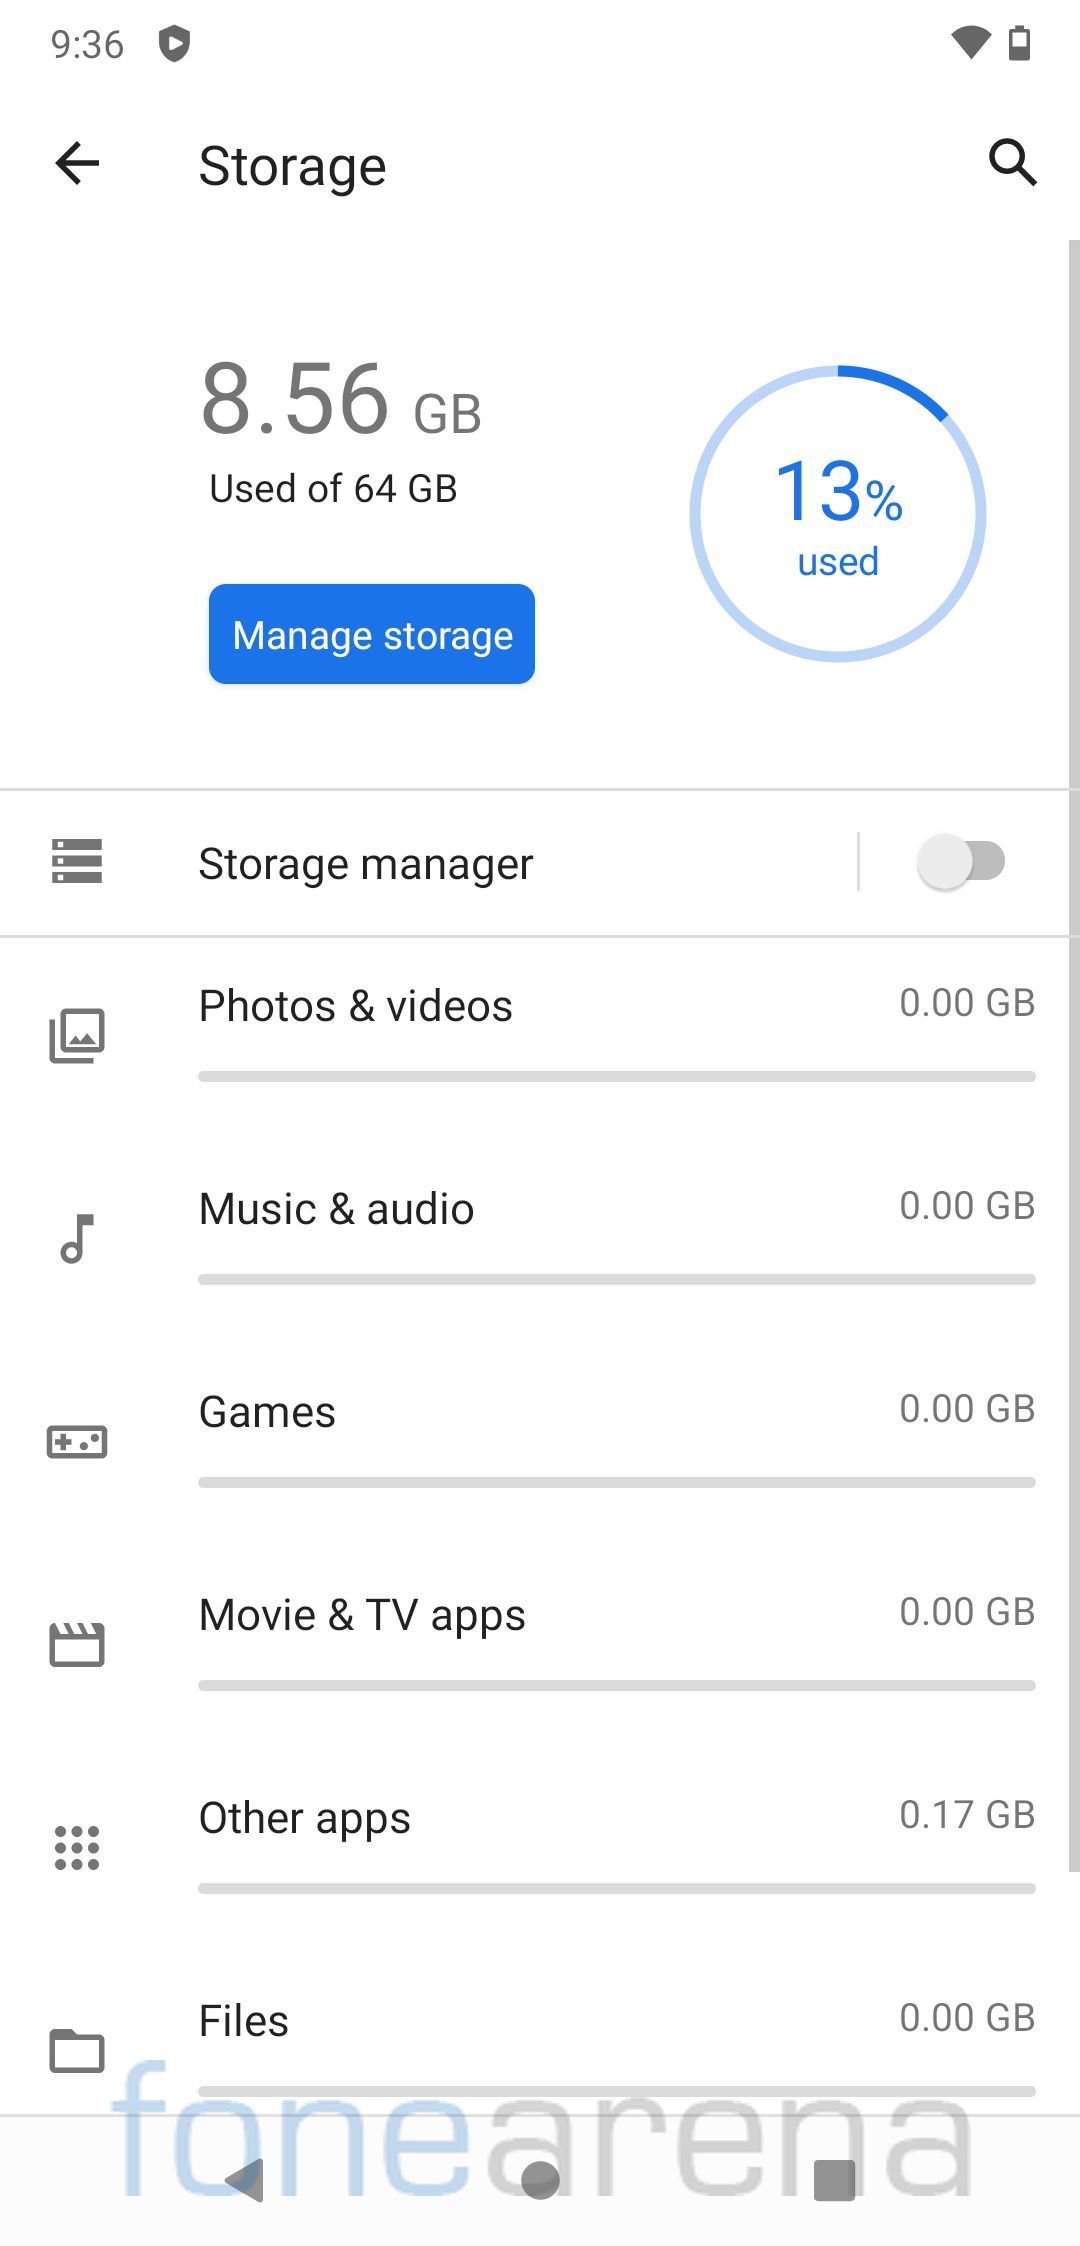 9:36
Storage
8.56 GB
Used of 64 GB
13%
used
Manage storage
Storage manager
Photos & videos 0.00 GB
Music & audio 0.00 GB
Games 0.00 GB
Movie & TV apps 0.00 GB
Other apps 0.17 GB
Files 0.00 GB
fonearena